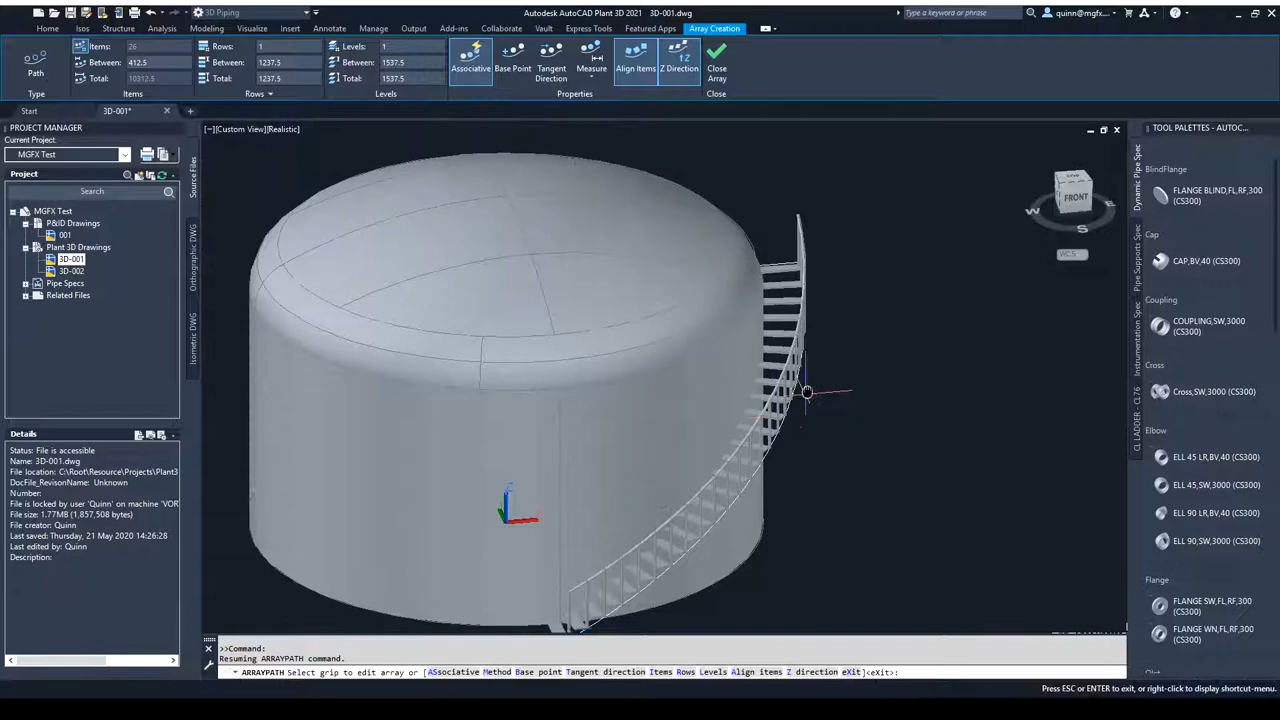 3D Piping
Autodesk AutoCAD Plant 3D 2021 3D-001.dwg
Type a keyword or phrase
quinn@mgfx...
Home
Isos
Structure
Analysis
Modeling
Visualize
Insert
Annotate
Manage
Output
Add-ins
Collaborate
Vault
Express Tools
Featured Apps
Array Creation
Path
Type
Items: 26
Between: 412.5
Total: 10312.5
Items
Rows: 1
Between: 1237.5
Total: 1237.5
Rows
Levels: 1
Between: 1537.5
Total: 1537.5
Levels
Associative
Base Point
Tangent
Direction
Measure
Align Items
Z Direction
Properties
Close
Array
Close
Start
3D-001*
PROJECT MANAGER
Current Project:
MGFX Test
Project
Search
MGFX Test
P&ID Drawings
001
Plant 3D Drawings
3D-001
3D-002
Pipe Specs
Related Files
Source Files
Orthographic DWG
Isometric DWG
Details
Status: File is accessible
Name: 3D-001.dwg
File location: C:\Root\Resource\Projects\Plant3
DocFile_RevisonName: Unknown
Number:
File is locked by user 'Quinn' on machine 'VOR
File size: 1.77MB (1,857,508 bytes)
File creator: Quinn
Last saved: Thursday, 21 May 2020 14:26:28
Last edited by: Quinn
Description:
[−][Custom View][Realistic]
TOP
FRONT
W
S
E
WCS
>>Command:
Resuming ARRAYPATH command.
ARRAYPATH Select grip to edit array or [ASsociative Method Base point Tangent direction Items Rows Levels Align items Z direction eXit]<eXit>:
TOOL PALETTES - AUTOC...
Dynamic Pipe Spec
Pipe Supports Spec
Instrumentation Spec
BlindFlange
FLANGE BLIND,FL,RF,300
(CS300)
Cap
CAP,BV,40 (CS300)
Coupling
COUPLING,SW,3000
(CS300)
Cross
Cross,SW,3000 (CS300)
Elbow
ELL 45 LR,BV,40 (CS300)
ELL 45,SW,3000 (CS300)
ELL 90 LR,BV,40 (CS300)
ELL 90,SW,3000 (CS300)
Flange
FLANGE SW,FL,RF,300
(CS300)
FLANGE WN,FL,RF,300
(CS300)
Press ESC or ENTER to exit, or right-click to display shortcut-menu.